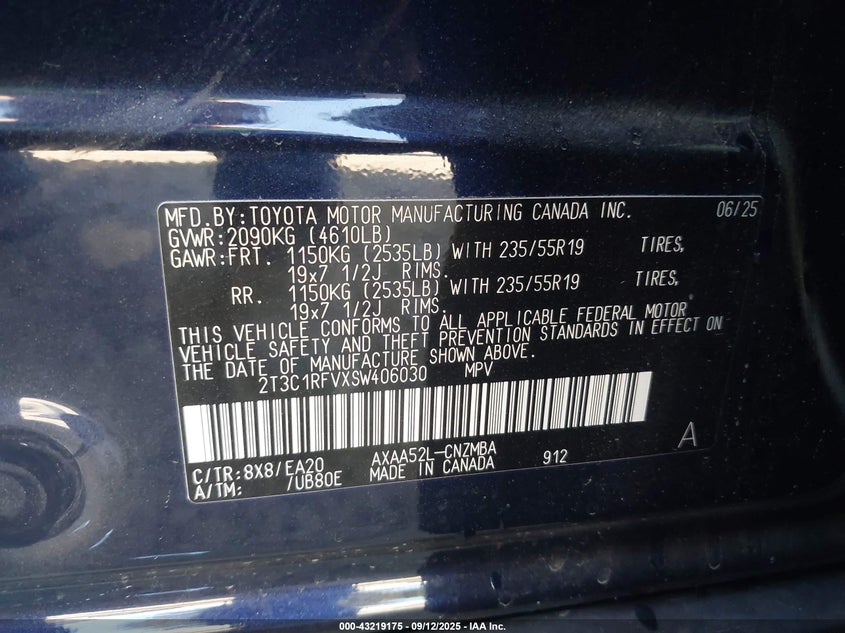 MFD.BY:TOYOTA MOTOR MANUFACTURING CANADA INC. 06/25
GVWR:2090KG (4610LB)
GAWR:FRT. 1150KG (2535LB) WITH 235/55R19 TIRES,
19x7 1/2J RIMS.
RR. 1150KG (2535LB) WITH 235/55R19 TIRES,
19x7 1/2J RIMS.
THIS VEHICLE CONFORMS TO ALL APPLICABLE FEDERAL MOTOR
VEHICLE SAFETY AND THEFT PREVENTION STANDARDS IN EFFECT ON
THE DATE OF MANUFACTURE SHOWN ABOVE.
2T3C1RFVXSW406030 MPV
A
C/TR:8X8/EA20 AXAA52L-CNZMBA 912
A/TM: /UB80E MADE IN CANADA
000-43219175 - 09/12/2025 - IAA Inc.